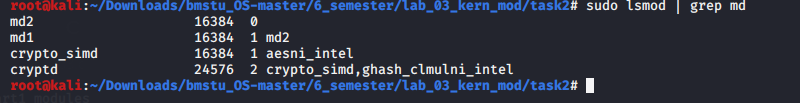 root@kali:~/Downloads/bmstu_OS-master/6_semester/lab_03_kern_mod/task2# sudo lsmod | grep md
md2 16384 0
md1 16384 1 md2
crypto_simd 16384 1 aesni_intel
cryptd 24576 2 crypto_simd,ghash_clmulni_intel
root@kali:~/Downloads/bmstu_OS-master/6_semester/lab_03_kern_mod/task2#